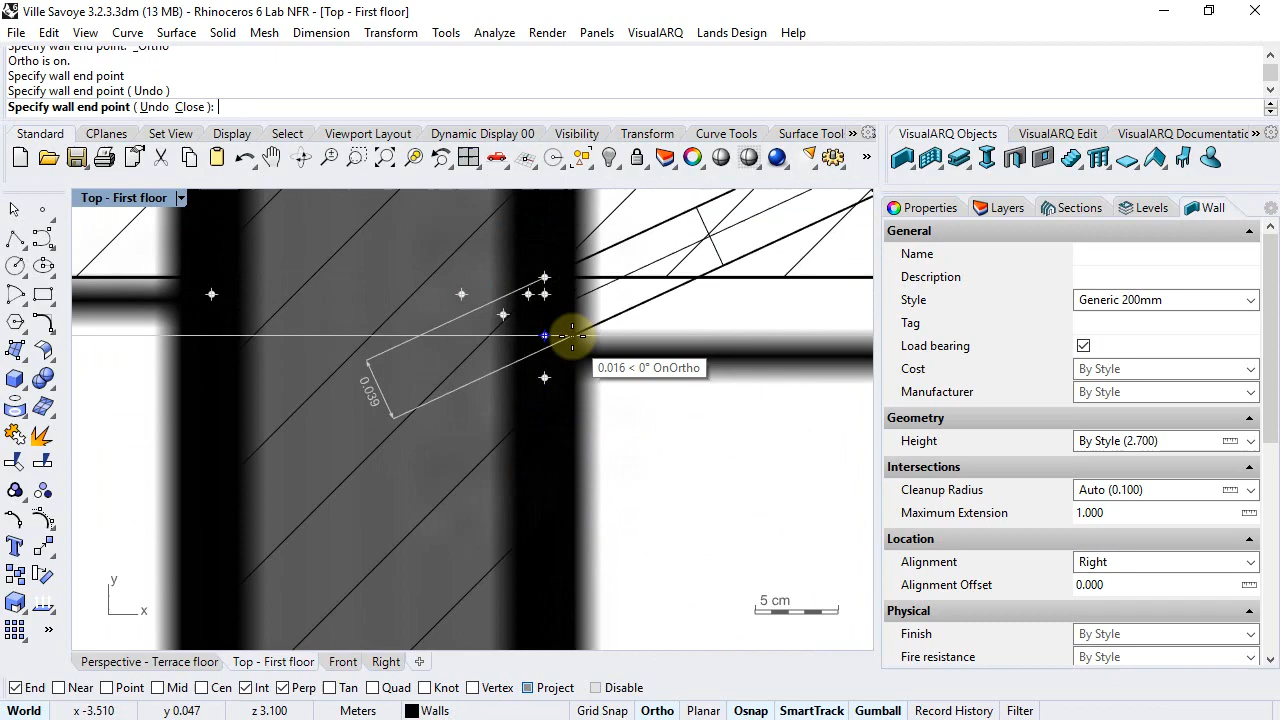 Ville Savoye 3.2.3.3dm (13 MB) - Rhinoceros 6 Lab NFR - [Top - First floor]
File Edit View Curve Surface Solid Mesh Dimension Transform Tools Analyze Render Panels VisualARQ Lands Design Help
Specify wall end point: _Ortho
Ortho is on.
Specify wall end point
Specify wall end point ( Undo )
Specify wall end point ( Undo Close ):
Standard CPlanes Set View Display Select Viewport Layout Dynamic Display 00 Visibility Transform Curve Tools Surface Tool
VisualARQ Objects VisualARQ Edit VisualARQ Documentatic
Top - First floor
Properties Layers Sections Levels Wall
General
Name
Description
Style Generic 200mm
Tag
Load bearing
Cost By Style
Manufacturer By Style
Geometry
Height By Style (2.700)
Intersections
Cleanup Radius Auto (0.100)
Maximum Extension 1.000
Location
Alignment Right
Alignment Offset 0.000
Physical
Finish By Style
Fire resistance By Style
0.016 < 0° OnOrtho
0.039
y
x
5 cm
Perspective - Terrace floor Top - First floor Front Right
End Near Point Mid Cen Int Perp Tan Quad Knot Vertex Project Disable
World x -3.510 y 0.047 z 3.100 Meters Walls Grid Snap Ortho Planar Osnap SmartTrack Gumball Record History Filter